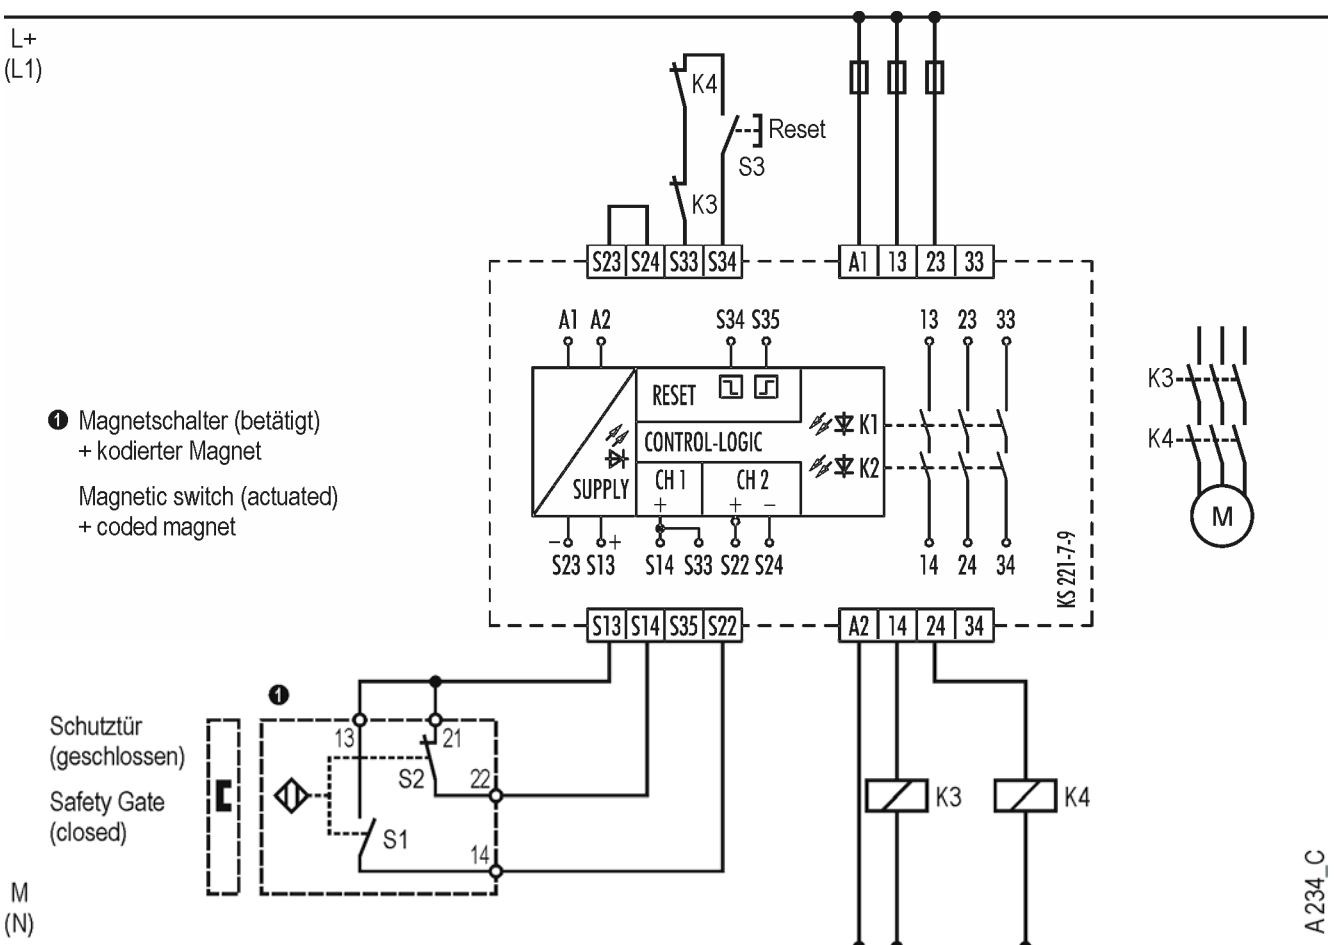 L+
(L1)
K4
Reset
S3
K3
S23 S24 S33 S34
A1 13 23 33
A1 A2
S34 S35
13 23 33
RESET
K1
CONTROL-LOGIC
K2
SUPPLY
CH 1
CH 2
+
+ −
− +
S23 S13
S14 S33 S22 S24
14 24 34
KS 221-7-9
K3
K4
M
❶ Magnetschalter (betätigt)
+ kodierter Magnet
Magnetic switch (actuated)
+ coded magnet
S13 S14 S35 S22
A2 14 24 34
❶
Schutztür
(geschlossen)
Safety Gate
(closed)
13
21
S2
22
S1
14
K3
K4
M
(N)
A234_C